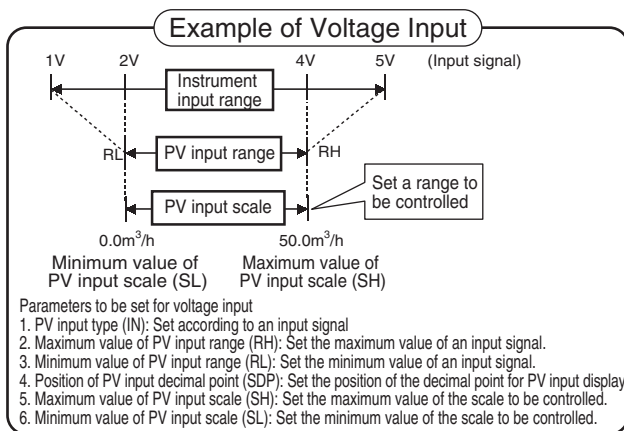 Example of Voltage Input
1V 2V 4V 5V (Input signal)
Instrument
input range
RL PV input range RH
Set a range to
be controlled
PV input scale
0.0m³/h 50.0m³/h
Minimum value of Maximum value of
PV input scale (SL) PV input scale (SH)
Parameters to be set for voltage input
1. PV input type (IN): Set according to an input signal
2. Maximum value of PV input range (RH): Set the maximum value of an input signal.
3. Minimum value of PV input range (RL): Set the minimum value of an input signal.
4. Position of PV input decimal point (SDP): Set the position of the decimal point for PV input display
5. Maximum value of PV input scale (SH): Set the maximum value of the scale to be controlled.
6. Minimum value of PV input scale (SL): Set the minimum value of the scale to be controlled.